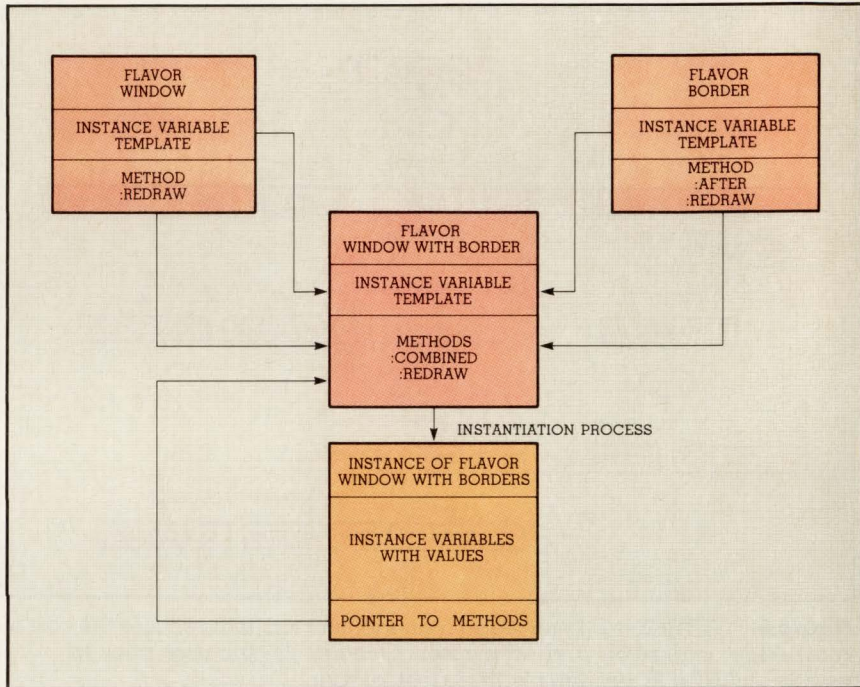 FLAVOR
WINDOW
INSTANCE VARIABLE
TEMPLATE
METHOD
:REDRAW
FLAVOR
BORDER
INSTANCE VARIABLE
TEMPLATE
METHOD
:AFTER
:REDRAW
FLAVOR
WINDOW WITH BORDER
INSTANCE VARIABLE
TEMPLATE
METHODS
:COMBINED
:REDRAW
INSTANTIATION PROCESS
INSTANCE OF FLAVOR
WINDOW WITH BORDERS
INSTANCE VARIABLES
WITH VALUES
POINTER TO METHODS